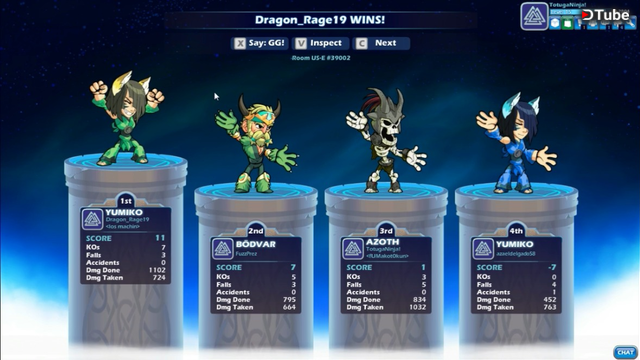 Dragon_Rage19 WINS!
TotugaNinja!
DTube
X Say: GG! V Inspect C Next
Room US-E #39002
1st
YUMIKO
Dragon_Rage19
SCORE 11
KOs 7
Falls 3
Accidents 0
Dmg Done 1102
Dmg Taken 724
2nd
BÖDVAR
FuzPrez
SCORE 7
KOs 5
Falls 3
Accidents 0
Dmg Done 795
Dmg Taken 664
3rd
AZOTH
TotugaNinja!
SCORE 1
KOs 3
Falls 5
Accidents 0
Dmg Done 834
Dmg Taken 1032
4th
YUMIKO
SCORE -7
KOs 0
Falls 4
Accidents 1
Dmg Done 452
Dmg Taken 763
CHAT